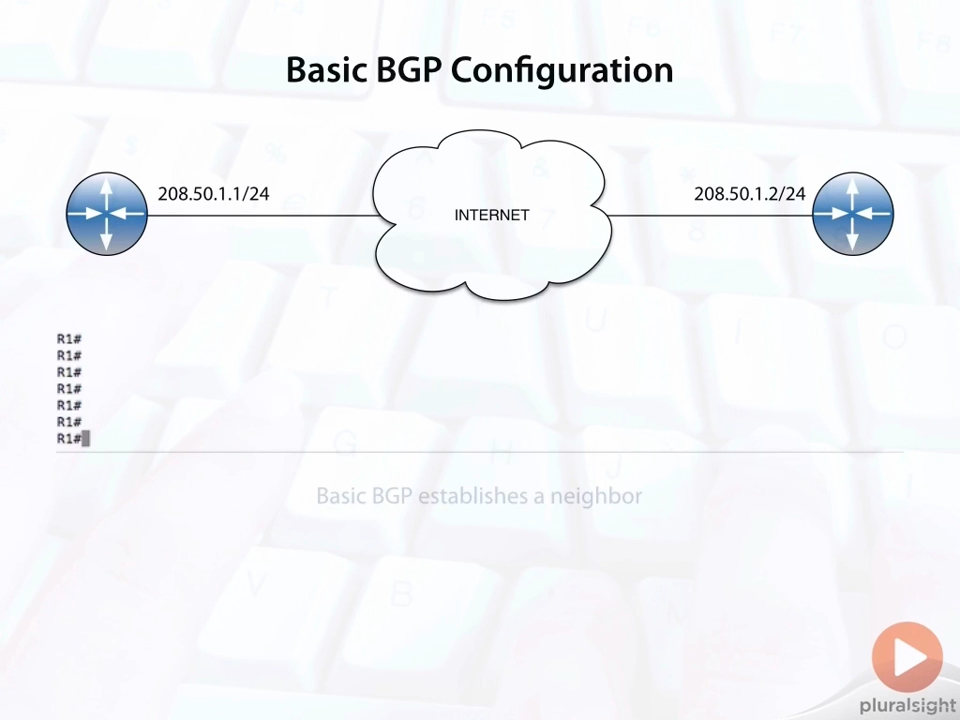 Basic BGP Configuration
208.50.1.1/24
208.50.1.2/24
INTERNET
R1#
R1#
R1#
R1#
R1#
R1#
R1#
Basic BGP establishes a neighbor
pluralsight